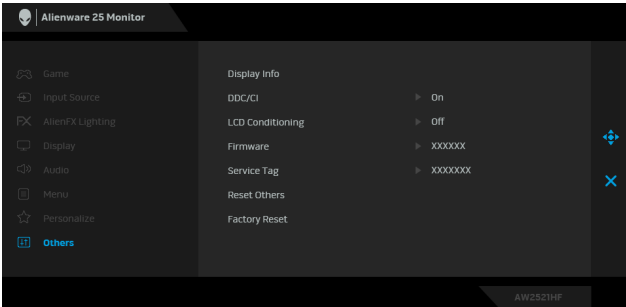 Alienware 25 Monitor
Game
Display Info
Input Source
DDC/CI
On
AlienFX Lighting
LCD Conditioning
Off
Display
Firmware
XXXXXX
Audio
Service Tag
XXXXXXX
Menu
Reset Others
Personalize
Factory Reset
Others
AW2521HF